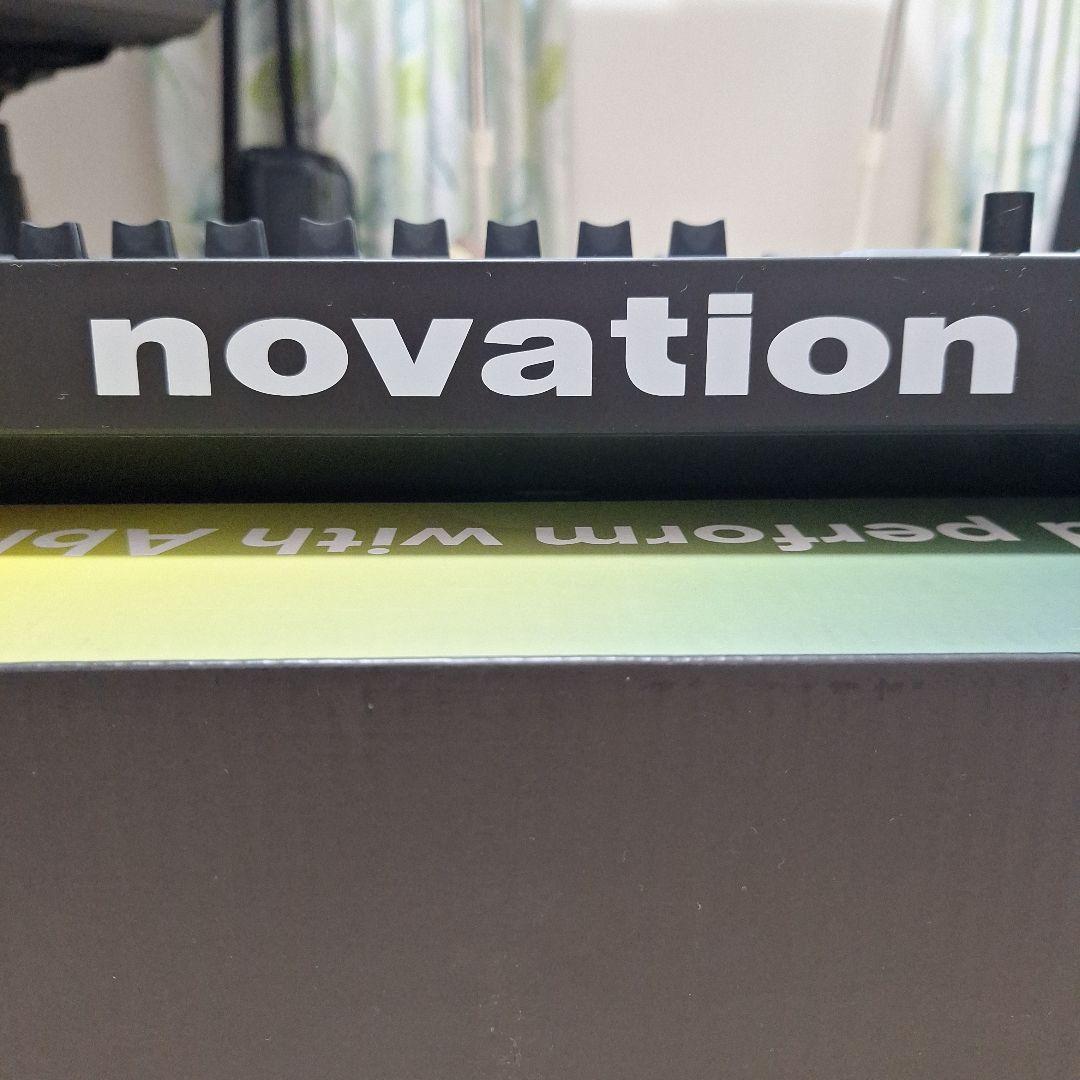 novation
perform with